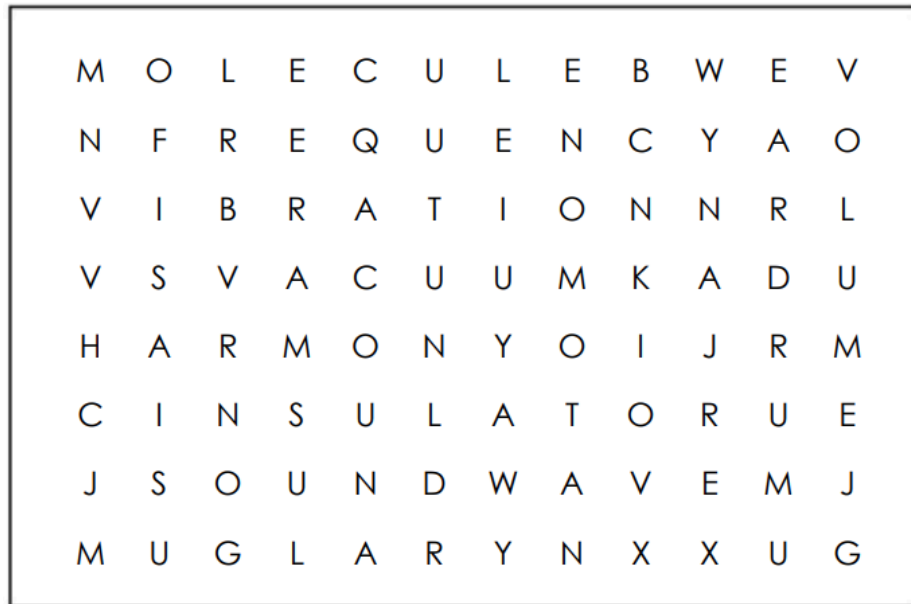 M O L E C U L E B W E V
N F R E Q U E N C Y A O
V I B R A T I O N N R L
V S V A C U U M K A D U
H A R M O N Y O I J R M
C I N S U L A T O R U E
J S O U N D W A V E M J
M U G L A R Y N X X U G